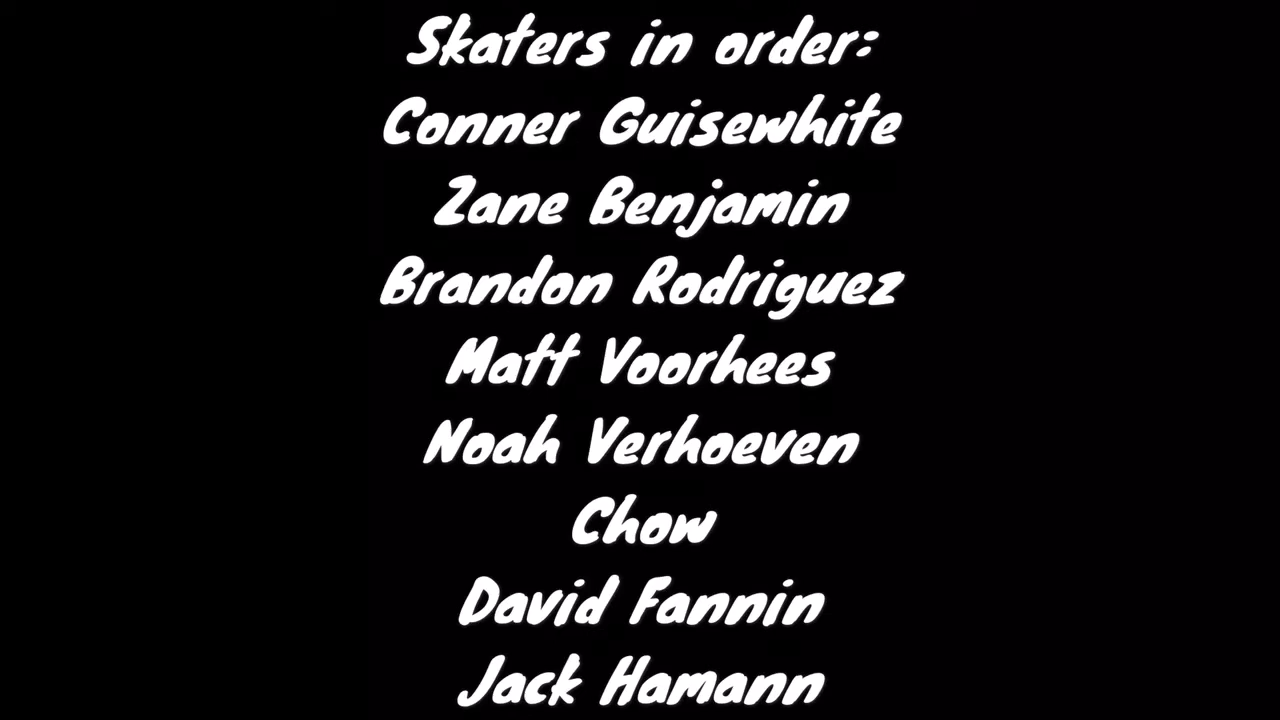 Skaters in order:
Conner Guisewhite
Zane Benjamin
Brandon Rodriguez
Matt Voorhees
Noah Verhoeven
Chow
David Fannin
Jack Hamann